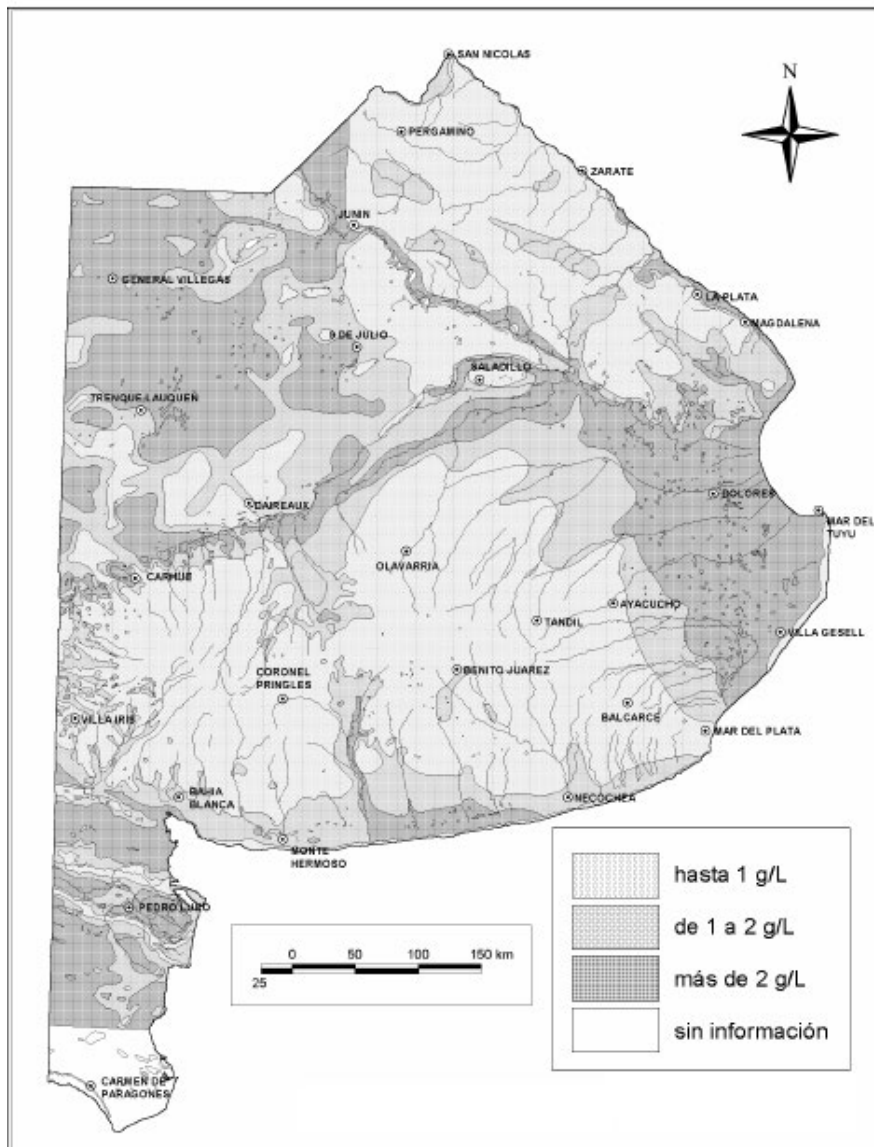 SAN NICOLAS
N
PERGAMINO
ZARATE
JUNIN
GENERAL VILLEGAS
LA PLATA
MAGDALENA
DE JULIO
SALADILLO
TRENQUE LAUQUEN
DAIREAUX
DOLORES
MAR DEL
TUYU
OLAVARRIA
CARHUE
AYACUCHO
TANDIL
VILLA GESELL
BENITO JUAREZ
CORONEL
PRINGLES
BALCARCE
VILLA IRIS
MAR DEL PLATA
BAHIA
BLANCA
NECOCHEA
MONTE
HERMOSO
hasta 1 g/L
PEDRO LURO
de 1 a 2 g/L
0 50 100 150 km
25
más de 2 g/L
sin información
CARMEN DE
PARAGONES